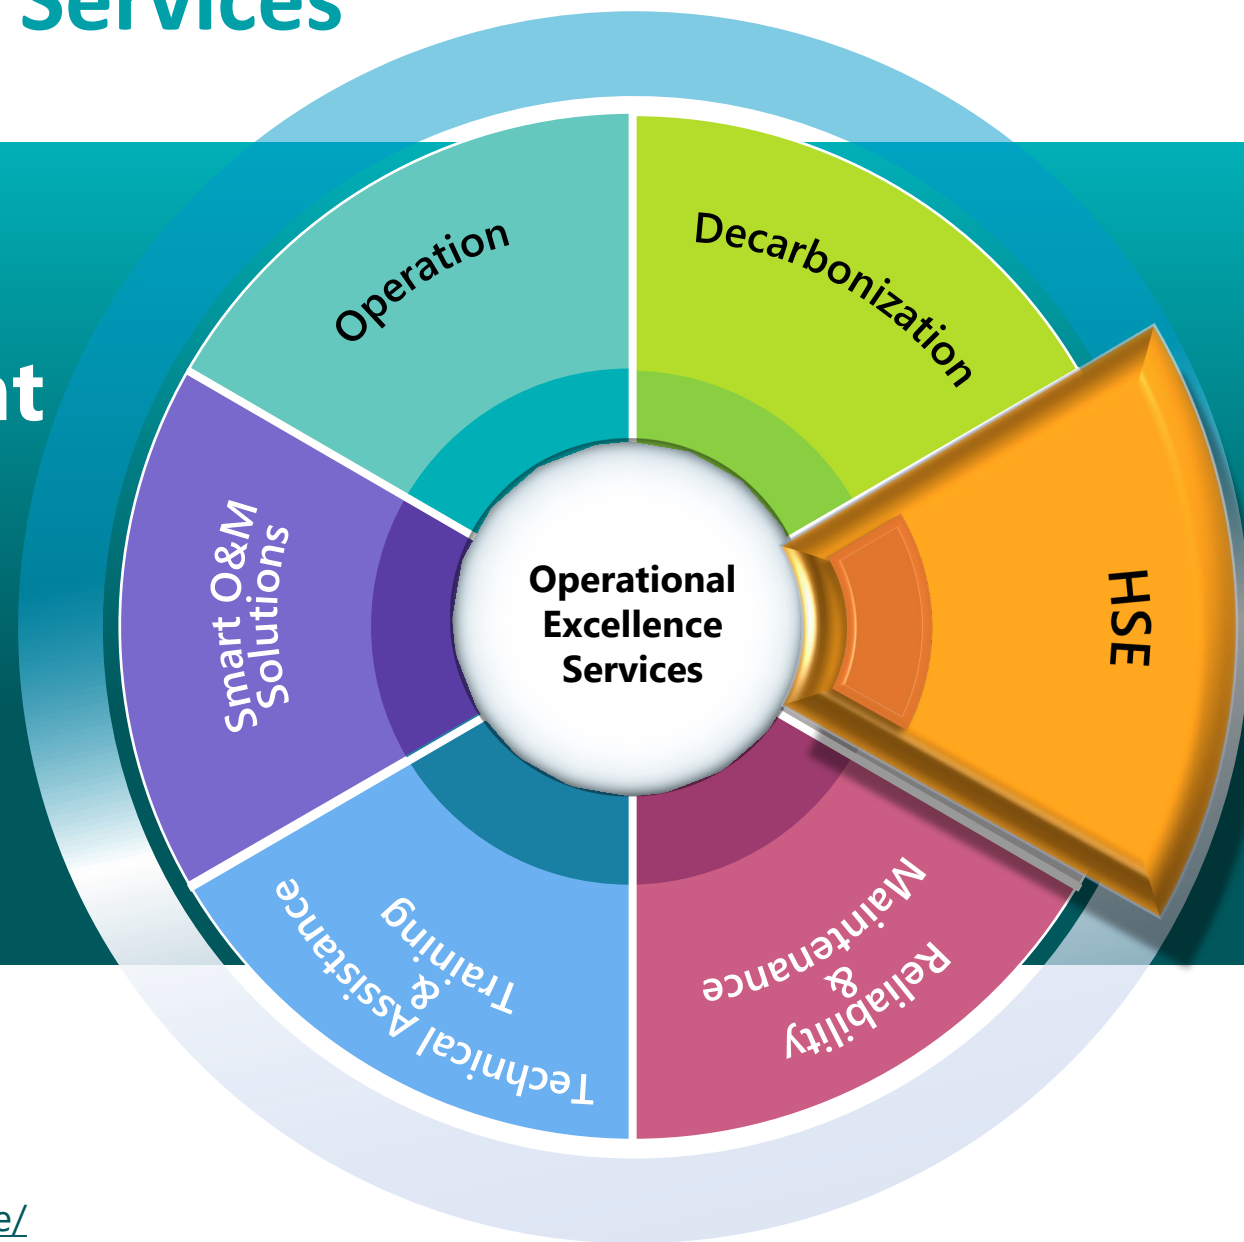 Services
nt
Operation
Decarbonization
HSE
Reliability
&
Maintenance
Technical Assistance
&
Training
Smart O&M
Solutions
Operational
Excellence
Services
e/